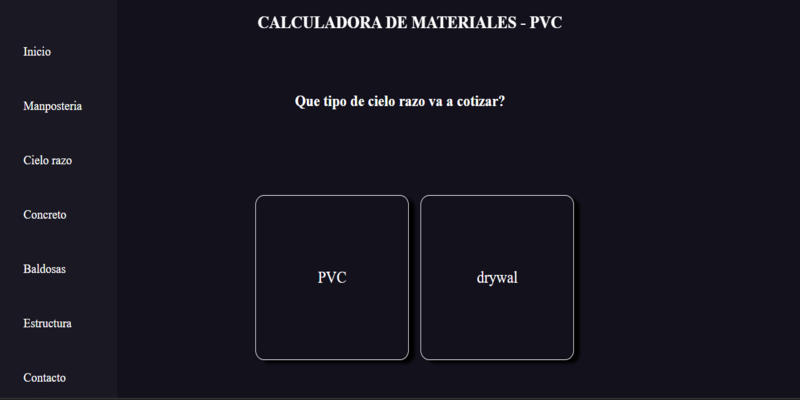 CALCULADORA DE MATERIALES - PVC
Inicio
Manposteria
Cielo razo
Concreto
Baldosas
Estructura
Contacto
Que tipo de cielo razo va a cotizar?
PVC
drywal